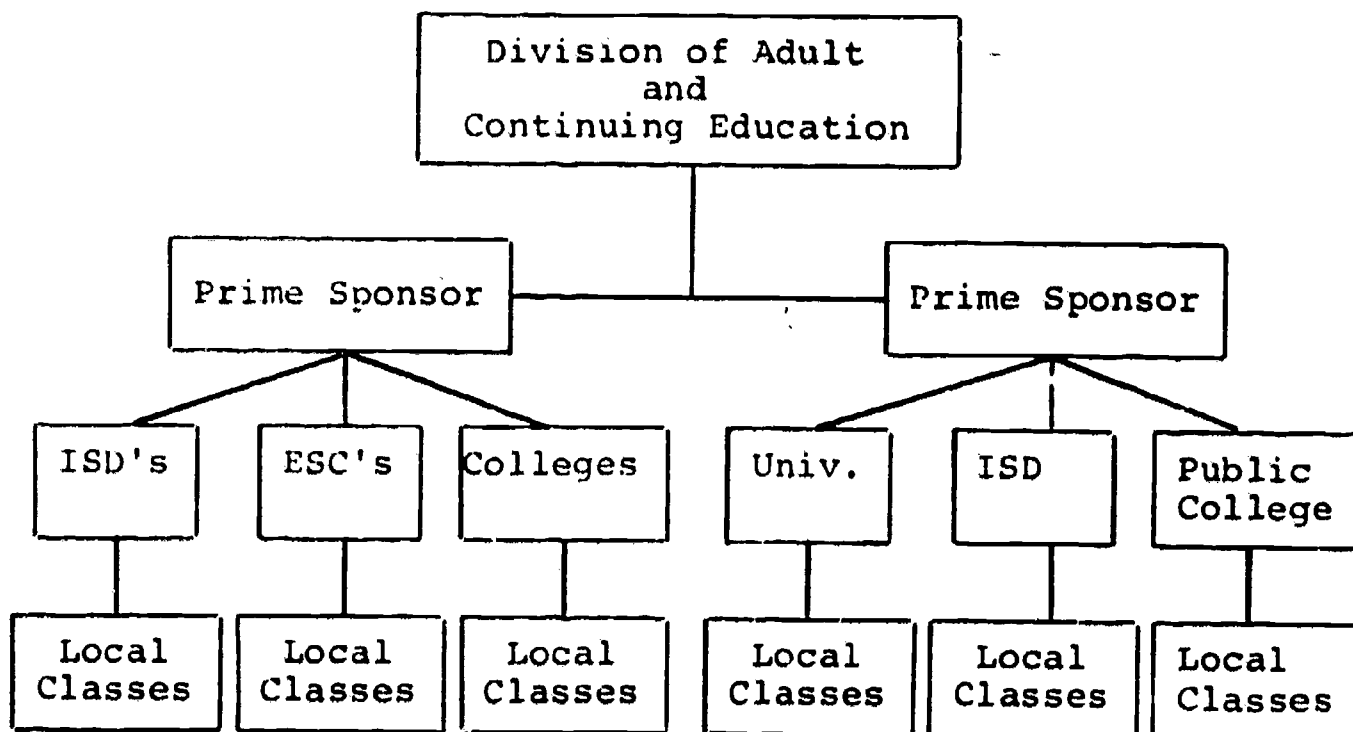 Division of Adult
and
Continuing Education
Prime Sponsor
Prime Sponsor
ISD's
ESC's
Colleges
Univ.
ISD
Public
College
Local
Classes
Local
Classes
Local
Classes
Local
Classes
Local
Classes
Local
Classes